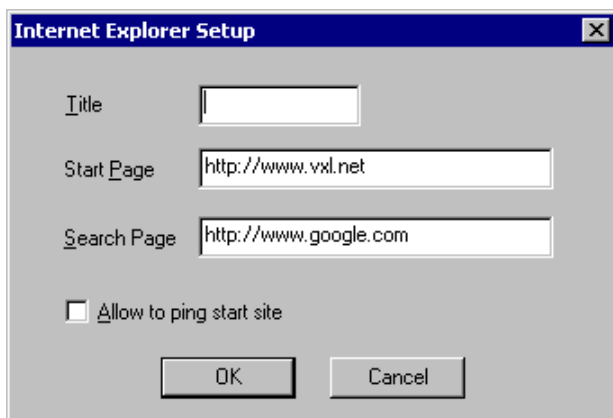 Internet Explorer Setup
Title
Start Page http://www.vxl.net
Search Page http://www.google.com
Allow to ping start site
OK Cancel